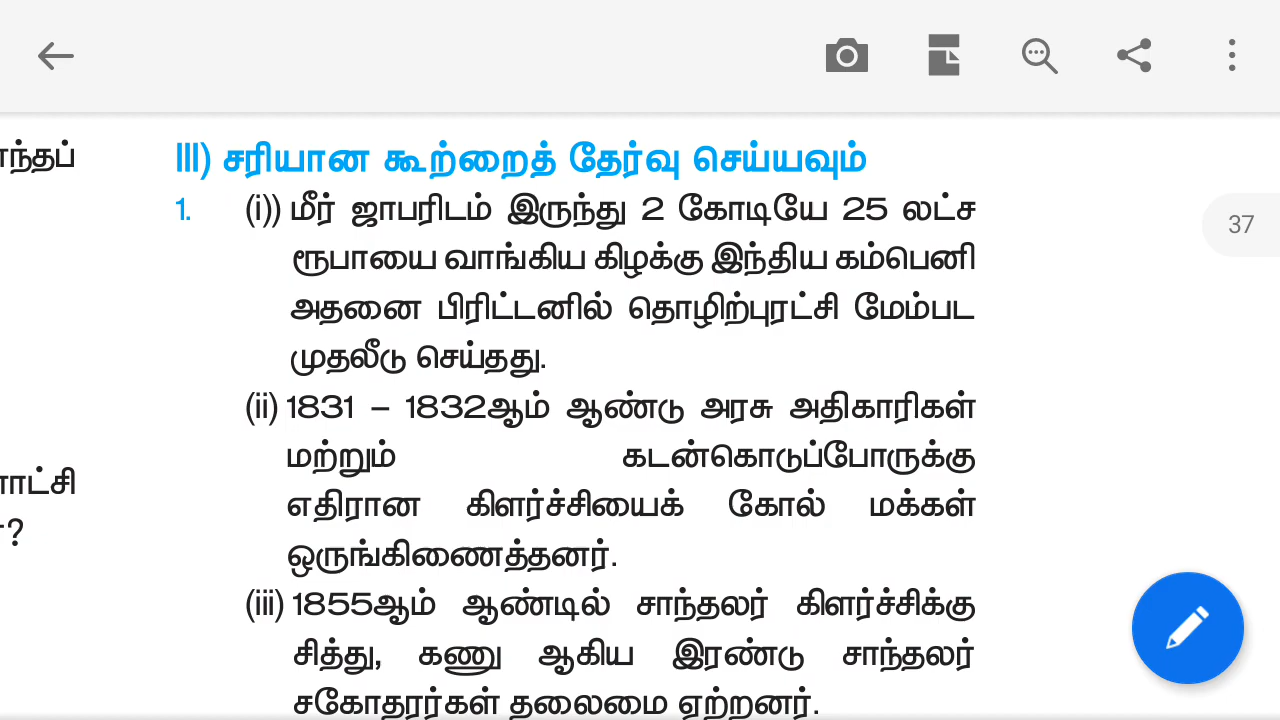 ாந்தப்
III) சரியான கூற்றைத் தேர்வு செய்யவும்
1. (i)) மீர் ஜாபரிடம் இருந்து 2 கோடியே 25 லட்ச
37
ரூபாயை வாங்கிய கிழக்கு இந்திய கம்பெனி
அதனை பிரிட்டனில் தொழிற்புரட்சி மேம்பட
முதலீடு செய்தது.
(ii) 1831 – 1832ஆம் ஆண்டு அரசு அதிகாரிகள்
மற்றும் கடன்கொடுப்போருக்கு
ாட்சி
எதிரான கிளர்ச்சியைக் கோல் மக்கள்
?
ஒருங்கிணைத்தனர்.
(iii) 1855ஆம் ஆண்டில் சாந்தலர் கிளர்ச்சிக்கு
சித்து, கணு ஆகிய இரண்டு சாந்தலர்
சகோதரர்கள் தலைமை ஏற்றனர்.